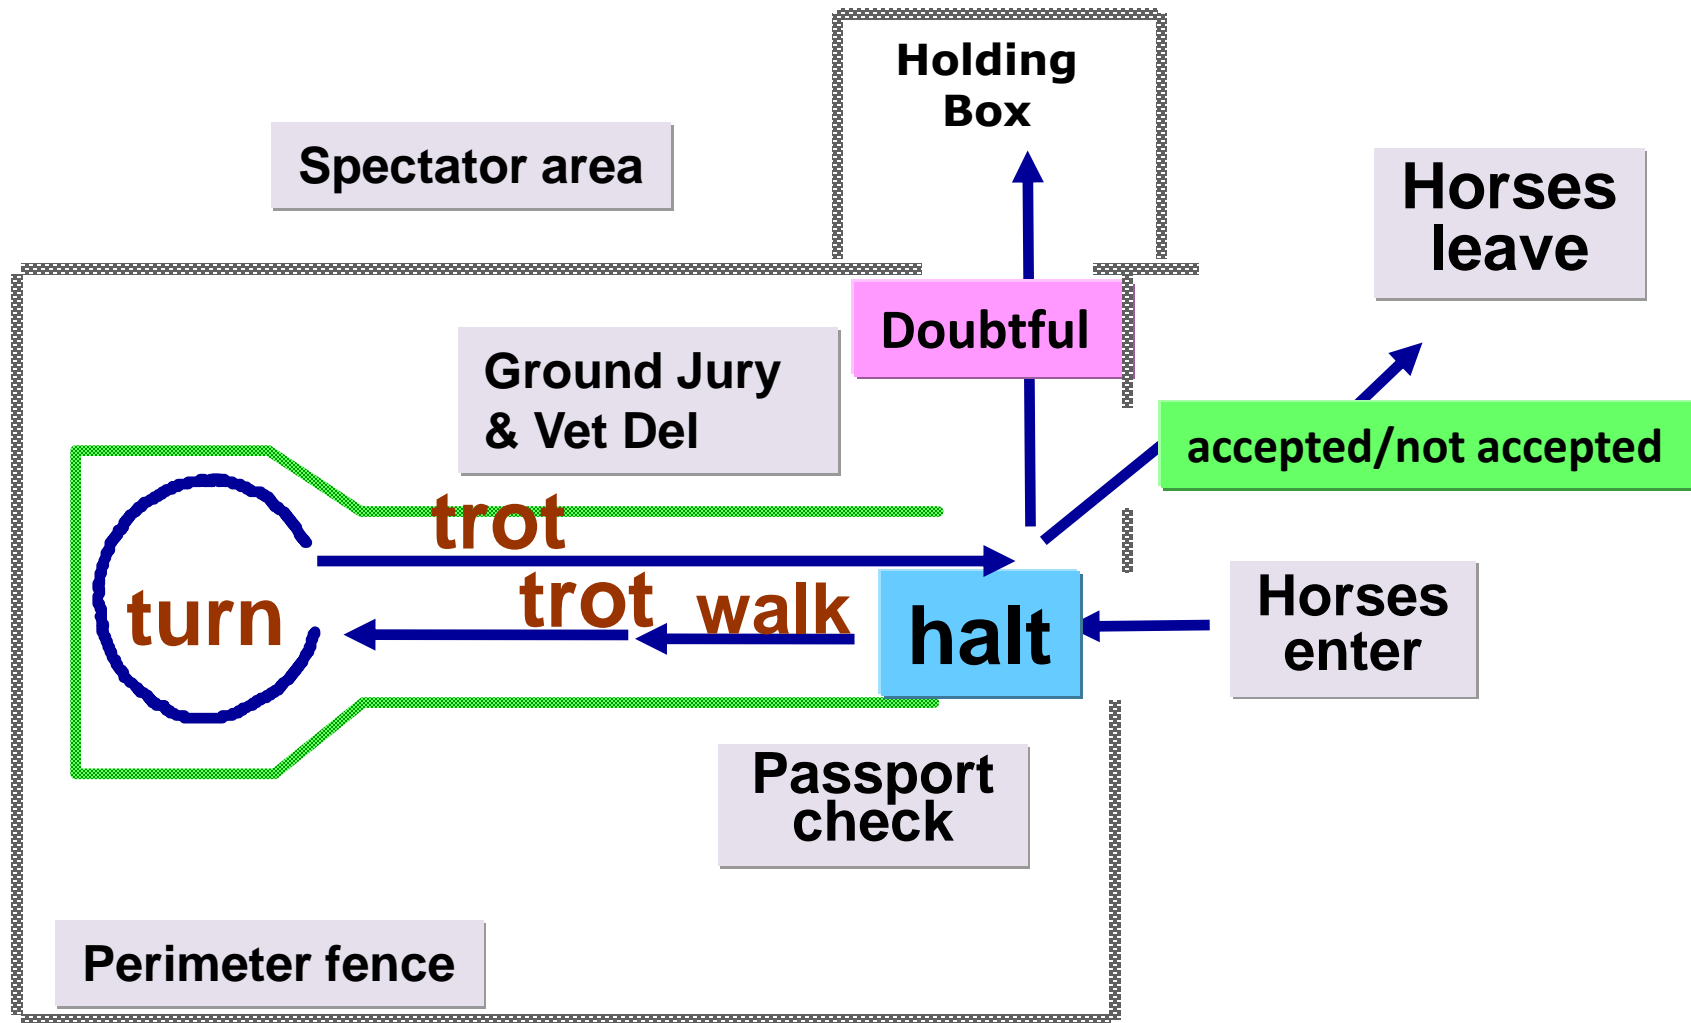 Holding
Box
Spectator area
Horses
leave
Doubtful
Ground Jury
& Vet Del
accepted/not accepted
trot
trot
walk
turn
halt
Horses
enter
Passport
check
Perimeter fence